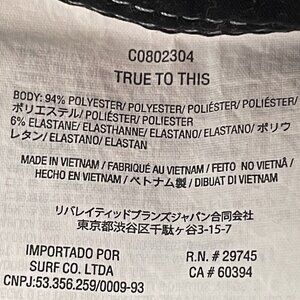 C0802304
TRUE TO THIS
BODY: 94% POLYESTER/ POLYESTER/ POLIÉSTER/ POLIÉSTER/
ポリエステル/ POLIÉSTER/ POLIESTER
6% ELASTANE/ ELASTHANNE/ ELASTANO/ ELASTANO/ ポリウ
レタン/ ELASTANO/ ELASTAN
MADE IN VIETNAM / FABRIQUÉ AU VIETNAM / FEITO NO VIETNÃ /
HECHO EN VIETNAM / ベトナム製 / DIBUAT DI VIETNAM
リバレイティッドブランズジャパン合同会社
東京都渋谷区千駄ヶ谷3-15-7
IMPORTADO POR
SURF CO. LTDA
CNPJ:53.356.259/0009-93
R.N. # 29745
CA # 60394